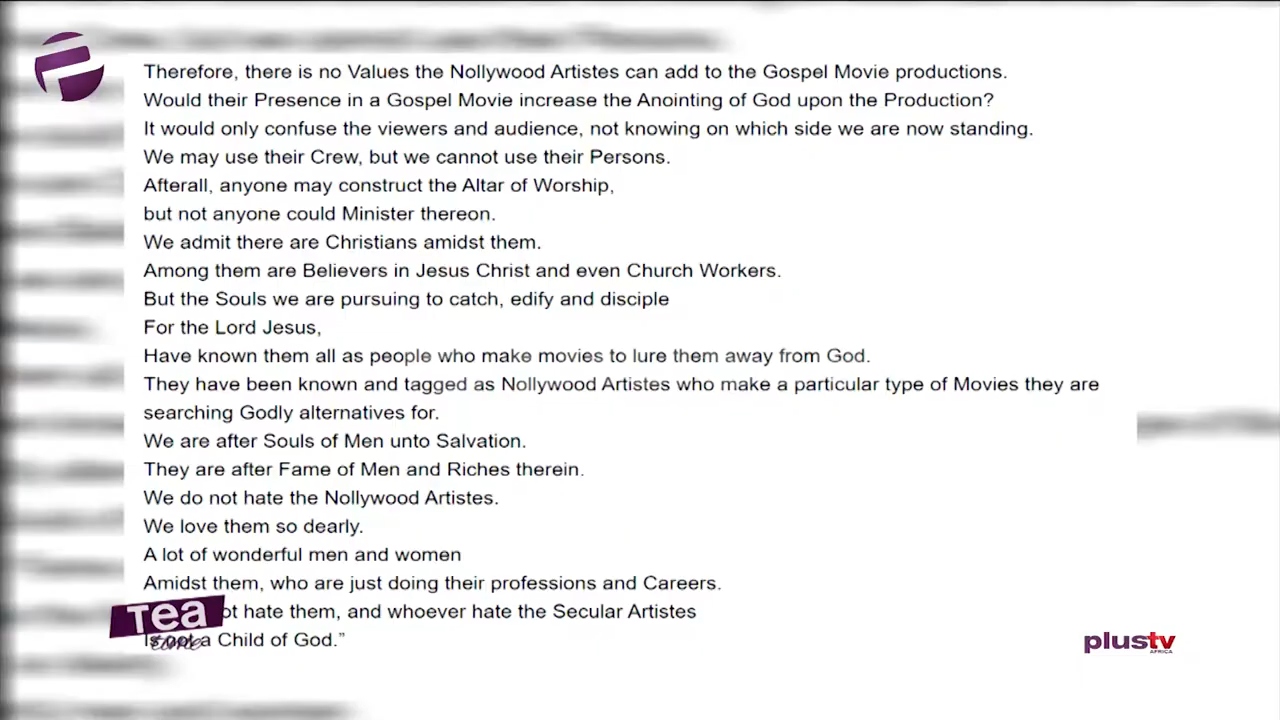 Therefore, there is no Values the Nollywood Artistes can add to the Gospel Movie productions.
Would their Presence in a Gospel Movie increase the Anointing of God upon the Production?
It would only confuse the viewers and audience, not knowing on which side we are now standing.
We may use their Crew, but we cannot use their Persons.
Afterall, anyone may construct the Altar of Worship,
but not anyone could Minister thereon.
We admit there are Christians amidst them.
Among them are Believers in Jesus Christ and even Church Workers.
But the Souls we are pursuing to catch, edify and disciple
For the Lord Jesus,
Have known them all as people who make movies to lure them away from God.
They have been known and tagged as Nollywood Artistes who make a particular type of Movies they are
searching Godly alternatives for.
We are after Souls of Men unto Salvation.
They are after Fame of Men and Riches therein.
We do not hate the Nollywood Artistes.
We love them so dearly.
A lot of wonderful men and women
Amidst them, who are just doing their professions and Careers.
hate them, and whoever hate the Secular Artistes
Is not a Child of God.”
Tea
time
plustv
AFRICA